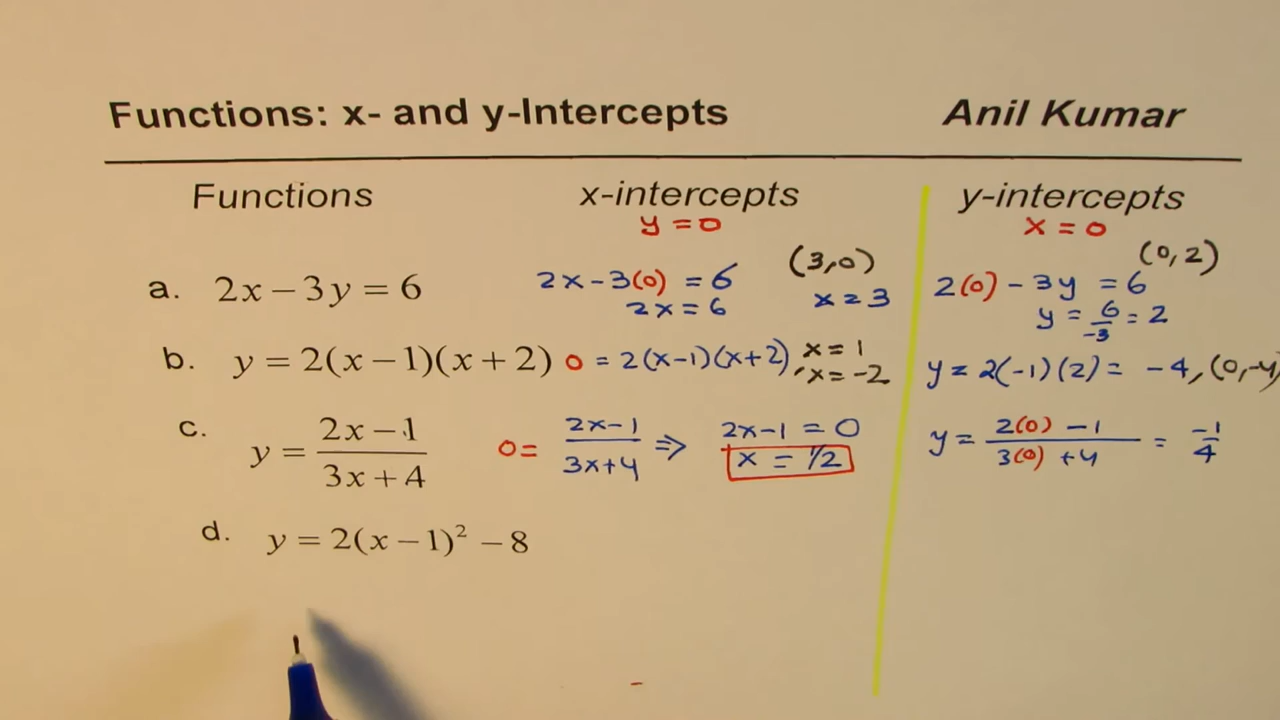 Functions: x- and y-Intercepts Anil Kumar
Functions x-intercepts y-intercepts
y = 0 x = 0
(3,0) (0,2)
a. 2x − 3y = 6 2x − 3(0) = 6 2(0) − 3y = 6
2x = 6 x = 3 y = 6/-3 = 2
b. y = 2(x − 1)(x + 2) 0 = 2(x−1)(x+2), x = 1 y = 2(-1)(2) = -4, (0,-4)
, x = -2
c. y = (2x − 1)/(3x + 4) 0 = (2x−1)/(3x+4) ⇒ 2x−1 = 0 y = (2(0) − 1)/(3(0) + 4) = -1/4
x = 1/2
d. y = 2(x − 1)² − 8